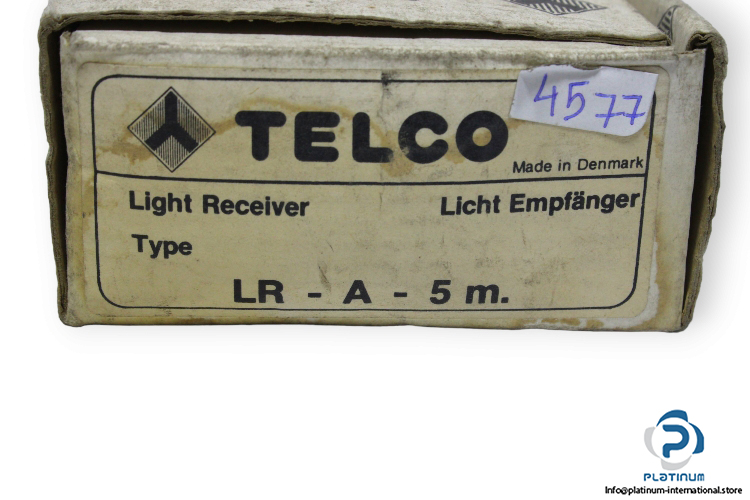 4577
TELCO
Made in Denmark
Light Receiver
Licht Empfänger
Type
LR - A - 5 m.
PLATINUM
Info@platinum-international.store